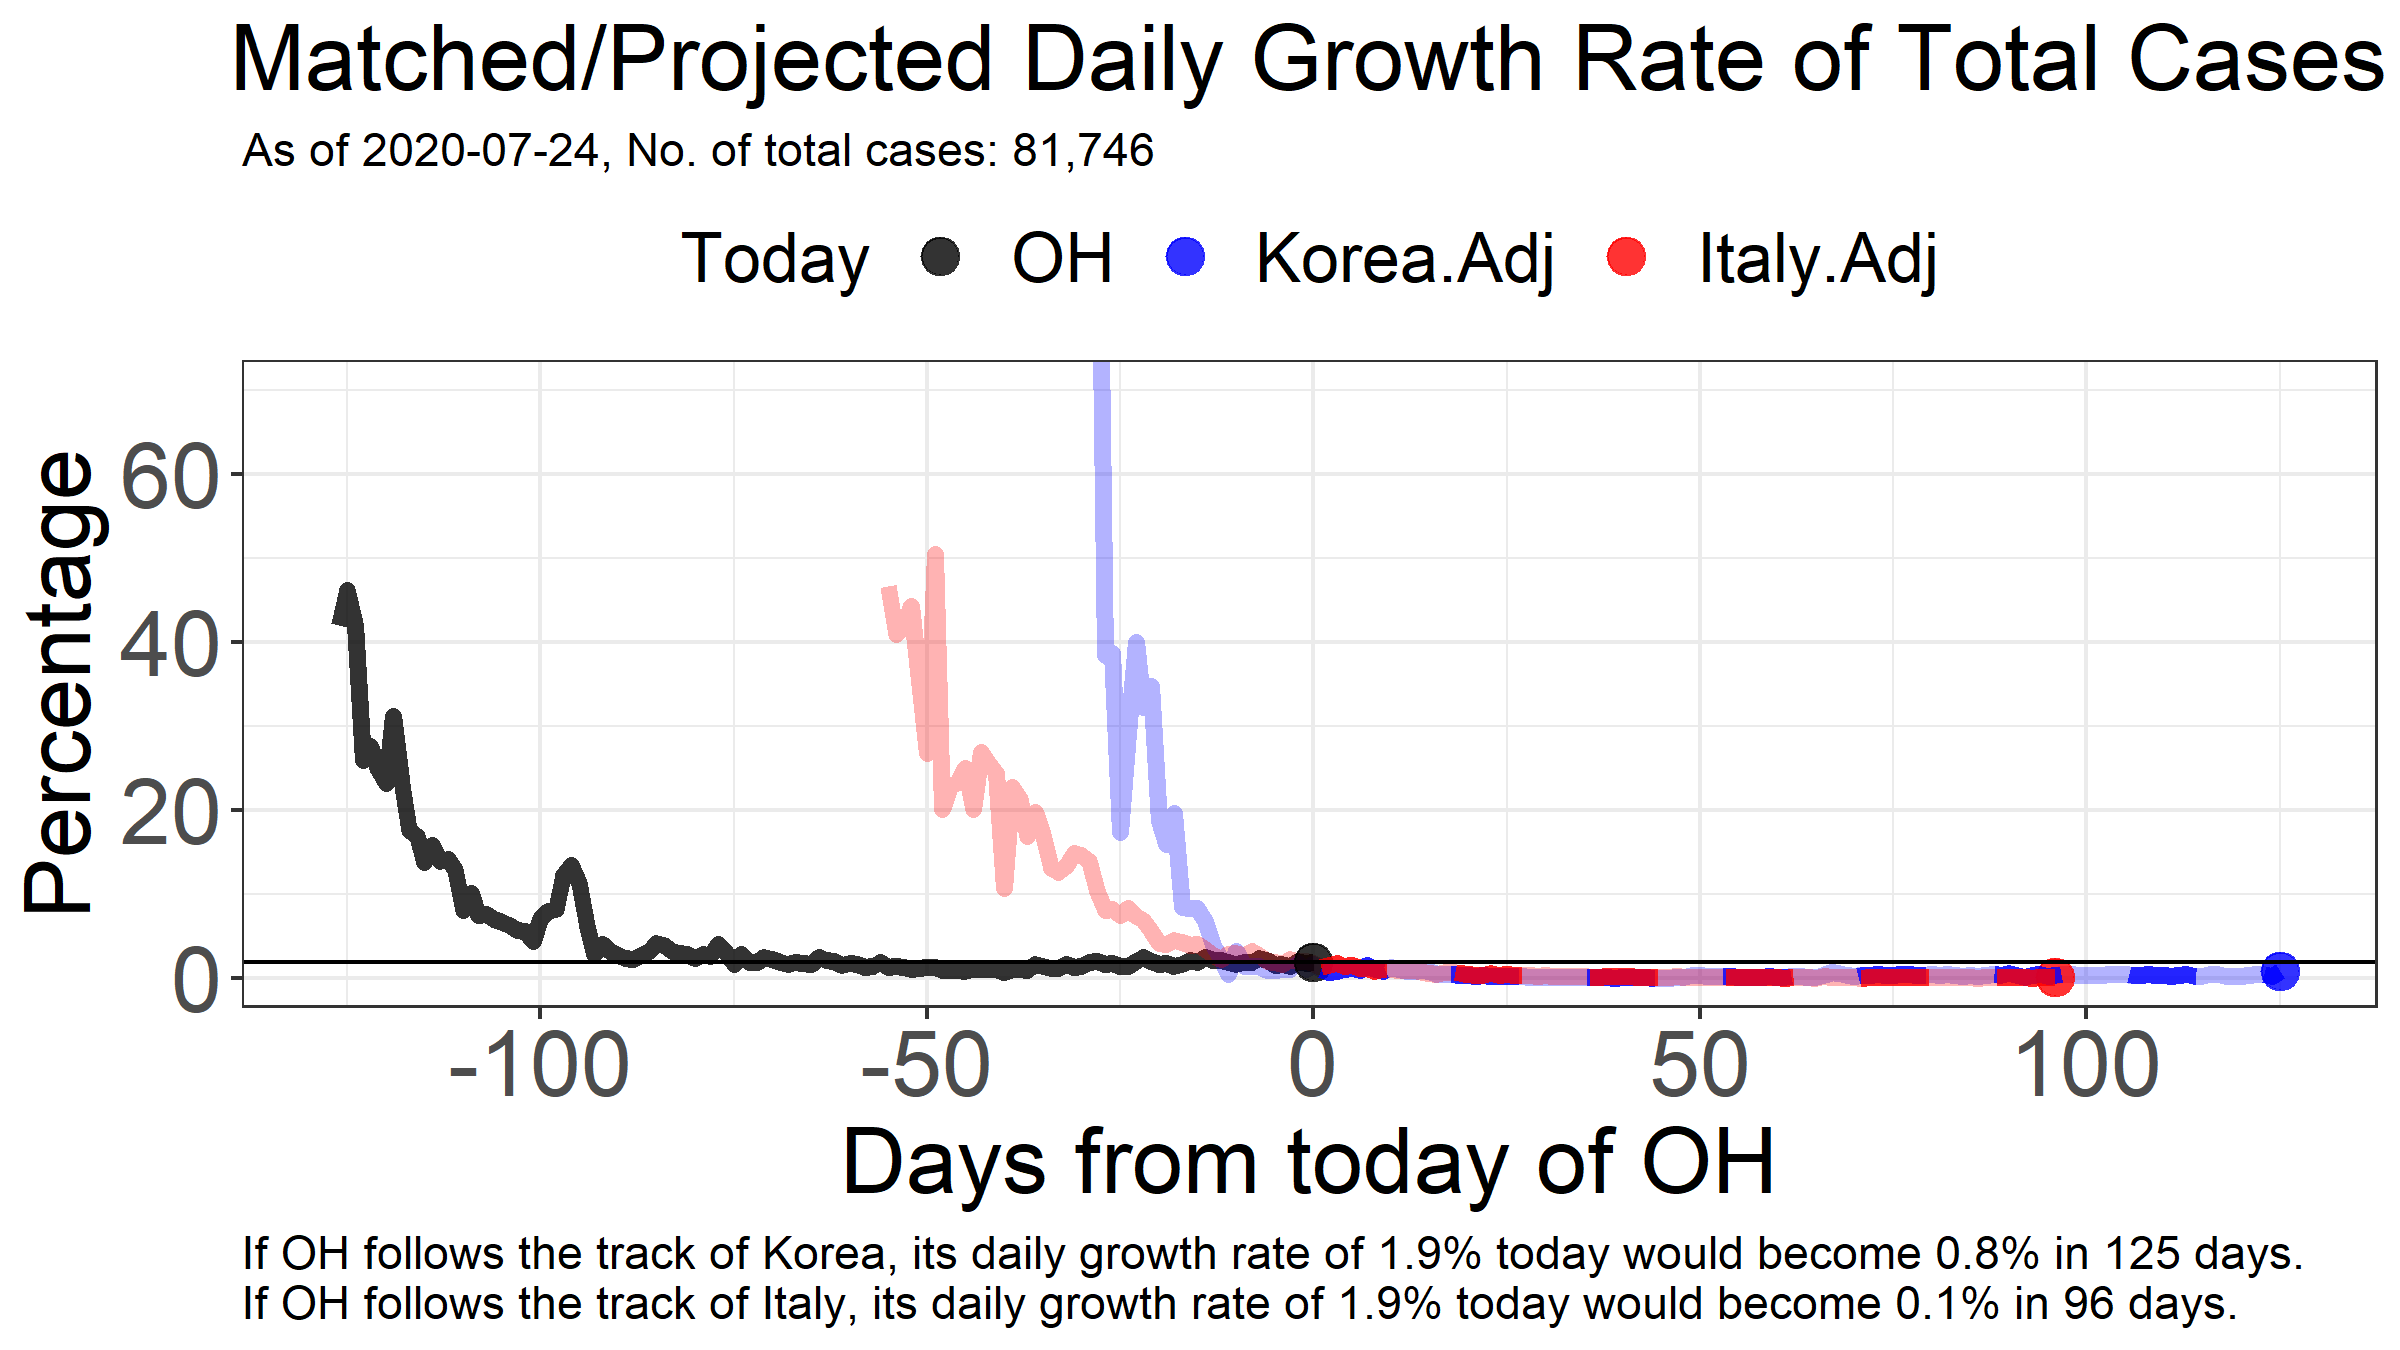 Matched/Projected Daily Growth Rate of Total Cases
As of 2020-07-24, No. of total cases: 81,746
Today OH Korea.Adj Italy.Adj
Percentage
60
40
20
0
-100 -50 0 50 100
Days from today of OH
If OH follows the track of Korea, its daily growth rate of 1.9% today would become 0.8% in 125 days.
If OH follows the track of Italy, its daily growth rate of 1.9% today would become 0.1% in 96 days.